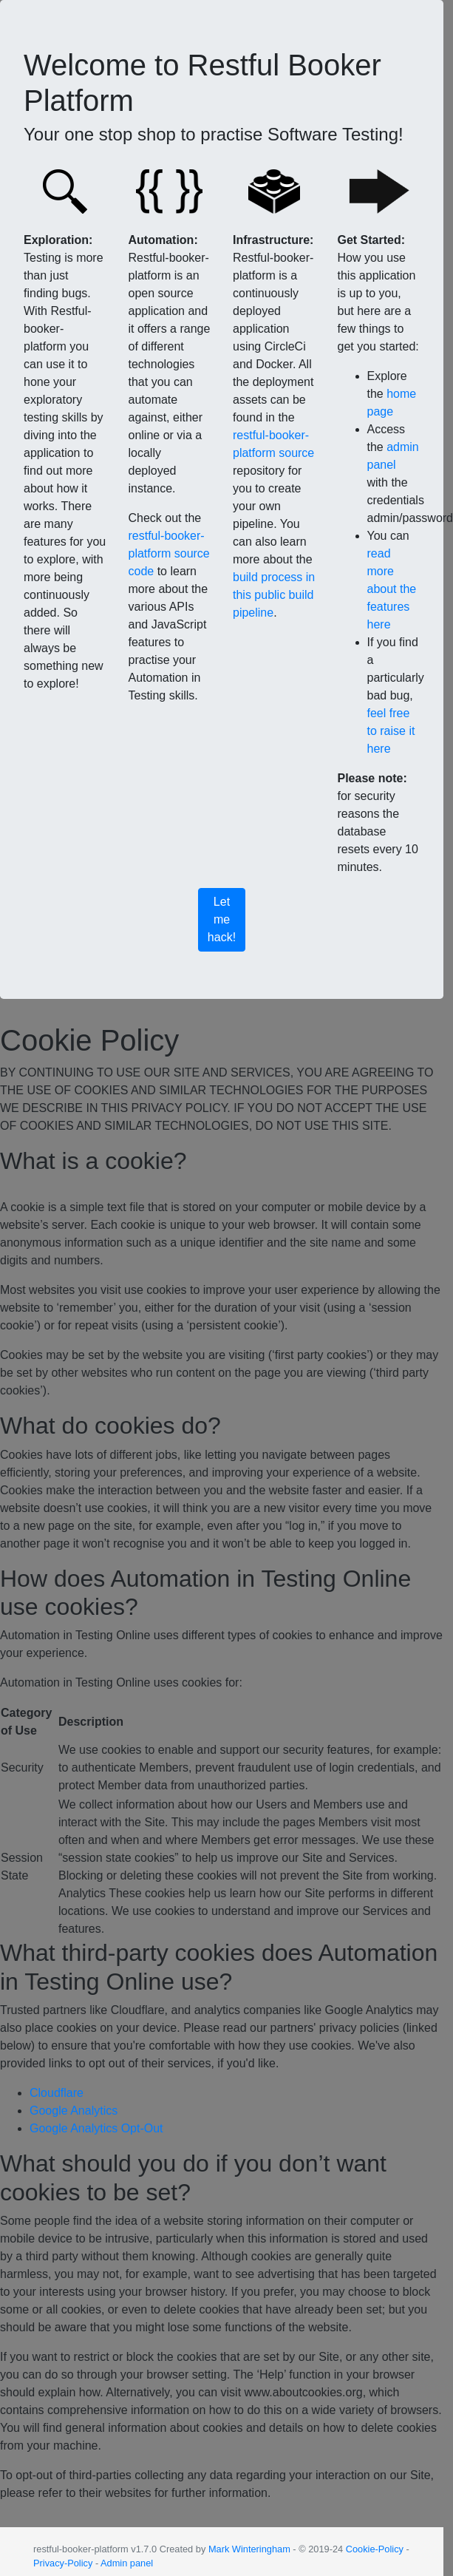 Welcome to Restful Booker
Platform
Your one stop shop to practise Software Testing!
Exploration:
Testing is more
than just
finding bugs.
With Restful-
booker-
platform you
can use it to
hone your
exploratory
testing skills by
diving into the
application to
find out more
about how it
works. There
are many
features for you
to explore, with
more being
continuously
added. So
there will
always be
something new
to explore!
Automation:
Restful-booker-
platform is an
open source
application and
it offers a range
of different
technologies
that you can
automate
against, either
online or via a
locally
deployed
instance.
Check out the
restful-booker-
platform source
code to learn
more about the
various APIs
and JavaScript
features to
practise your
Automation in
Testing skills.
Infrastructure:
Restful-booker-
platform is a
continuously
deployed
application
using CircleCi
and Docker. All
the deployment
assets can be
found in the
restful-booker-
platform source
repository for
you to create
your own
pipeline. You
can also learn
more about the
build process in
this public build
pipeline.
Get Started:
How you use
this application
is up to you,
but here are a
few things to
get you started:
Explore
the home
page
Access
the admin
panel
with the
credentials
admin/password
You can
read
more
about the
features
here
If you find
a
particularly
bad bug,
feel free
to raise it
here
Please note:
for security
reasons the
database
resets every 10
minutes.
Let
me
hack!
Cookie Policy
BY CONTINUING TO USE OUR SITE AND SERVICES, YOU ARE AGREEING TO
THE USE OF COOKIES AND SIMILAR TECHNOLOGIES FOR THE PURPOSES
WE DESCRIBE IN THIS PRIVACY POLICY. IF YOU DO NOT ACCEPT THE USE
OF COOKIES AND SIMILAR TECHNOLOGIES, DO NOT USE THIS SITE.
What is a cookie?
A cookie is a simple text file that is stored on your computer or mobile device by a
website’s server. Each cookie is unique to your web browser. It will contain some
anonymous information such as a unique identifier and the site name and some
digits and numbers.
Most websites you visit use cookies to improve your user experience by allowing the
website to ‘remember’ you, either for the duration of your visit (using a ‘session
cookie’) or for repeat visits (using a ‘persistent cookie’).
Cookies may be set by the website you are visiting (‘first party cookies’) or they may
be set by other websites who run content on the page you are viewing (‘third party
cookies’).
What do cookies do?
Cookies have lots of different jobs, like letting you navigate between pages
efficiently, storing your preferences, and improving your experience of a website.
Cookies make the interaction between you and the website faster and easier. If a
website doesn’t use cookies, it will think you are a new visitor every time you move
to a new page on the site, for example, even after you “log in,” if you move to
another page it won’t recognise you and it won’t be able to keep you logged in.
How does Automation in Testing Online
use cookies?
Automation in Testing Online uses different types of cookies to enhance and improve
your experience.
Automation in Testing Online uses cookies for:
Category
of Use
Description
Security
We use cookies to enable and support our security features, for example:
to authenticate Members, prevent fraudulent use of login credentials, and
protect Member data from unauthorized parties.
Session
State
We collect information about how our Users and Members use and
interact with the Site. This may include the pages Members visit most
often and when and where Members get error messages. We use these
“session state cookies” to help us improve our Site and Services.
Blocking or deleting these cookies will not prevent the Site from working.
Analytics These cookies help us learn how our Site performs in different
locations. We use cookies to understand and improve our Services and
features.
What third-party cookies does Automation
in Testing Online use?
Trusted partners like Cloudflare, and analytics companies like Google Analytics may
also place cookies on your device. Please read our partners' privacy policies (linked
below) to ensure that you're comfortable with how they use cookies. We've also
provided links to opt out of their services, if you'd like.
Cloudflare
Google Analytics
Google Analytics Opt-Out
What should you do if you don’t want
cookies to be set?
Some people find the idea of a website storing information on their computer or
mobile device to be intrusive, particularly when this information is stored and used
by a third party without them knowing. Although cookies are generally quite
harmless, you may not, for example, want to see advertising that has been targeted
to your interests using your browser history. If you prefer, you may choose to block
some or all cookies, or even to delete cookies that have already been set; but you
should be aware that you might lose some functions of the website.
If you want to restrict or block the cookies that are set by our Site, or any other site,
you can do so through your browser setting. The ‘Help’ function in your browser
should explain how. Alternatively, you can visit www.aboutcookies.org, which
contains comprehensive information on how to do this on a wide variety of browsers.
You will find general information about cookies and details on how to delete cookies
from your machine.
To opt-out of third-parties collecting any data regarding your interaction on our Site,
please refer to their websites for further information.
restful-booker-platform v1.7.0 Created by Mark Winteringham - © 2019-24 Cookie-Policy -
Privacy-Policy - Admin panel